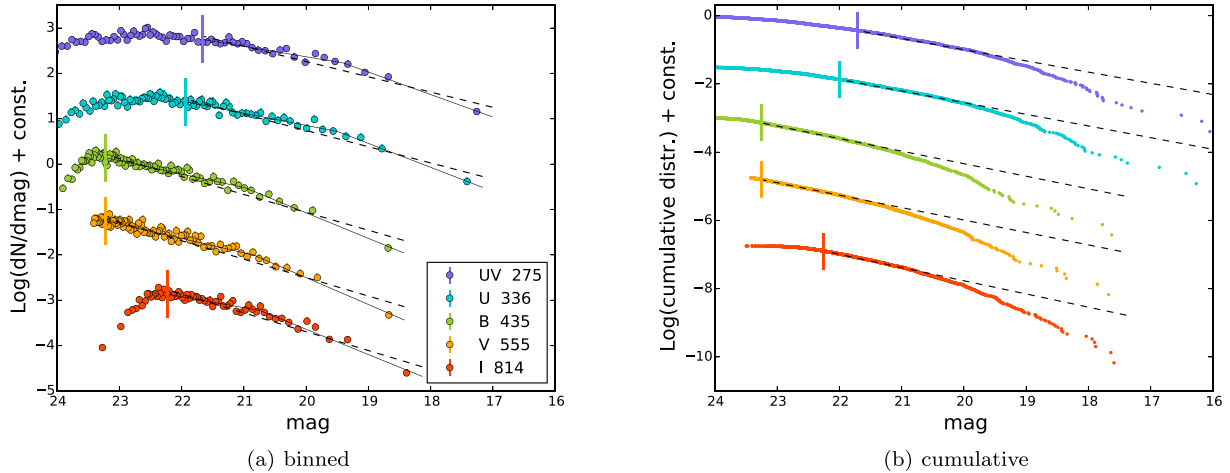 3
2
1
0
−1
−2
−3
−4
−5
Log(dN/dmag) + const.
UV 275
U 336
B 435
V 555
I 814
24 23 22 21 20 19 18 17 16
mag
(a) binned
0
−2
−4
−6
−8
−10
Log(cumulative distr.) + const.
24 23 22 21 20 19 18 17 16
mag
(b) cumulative